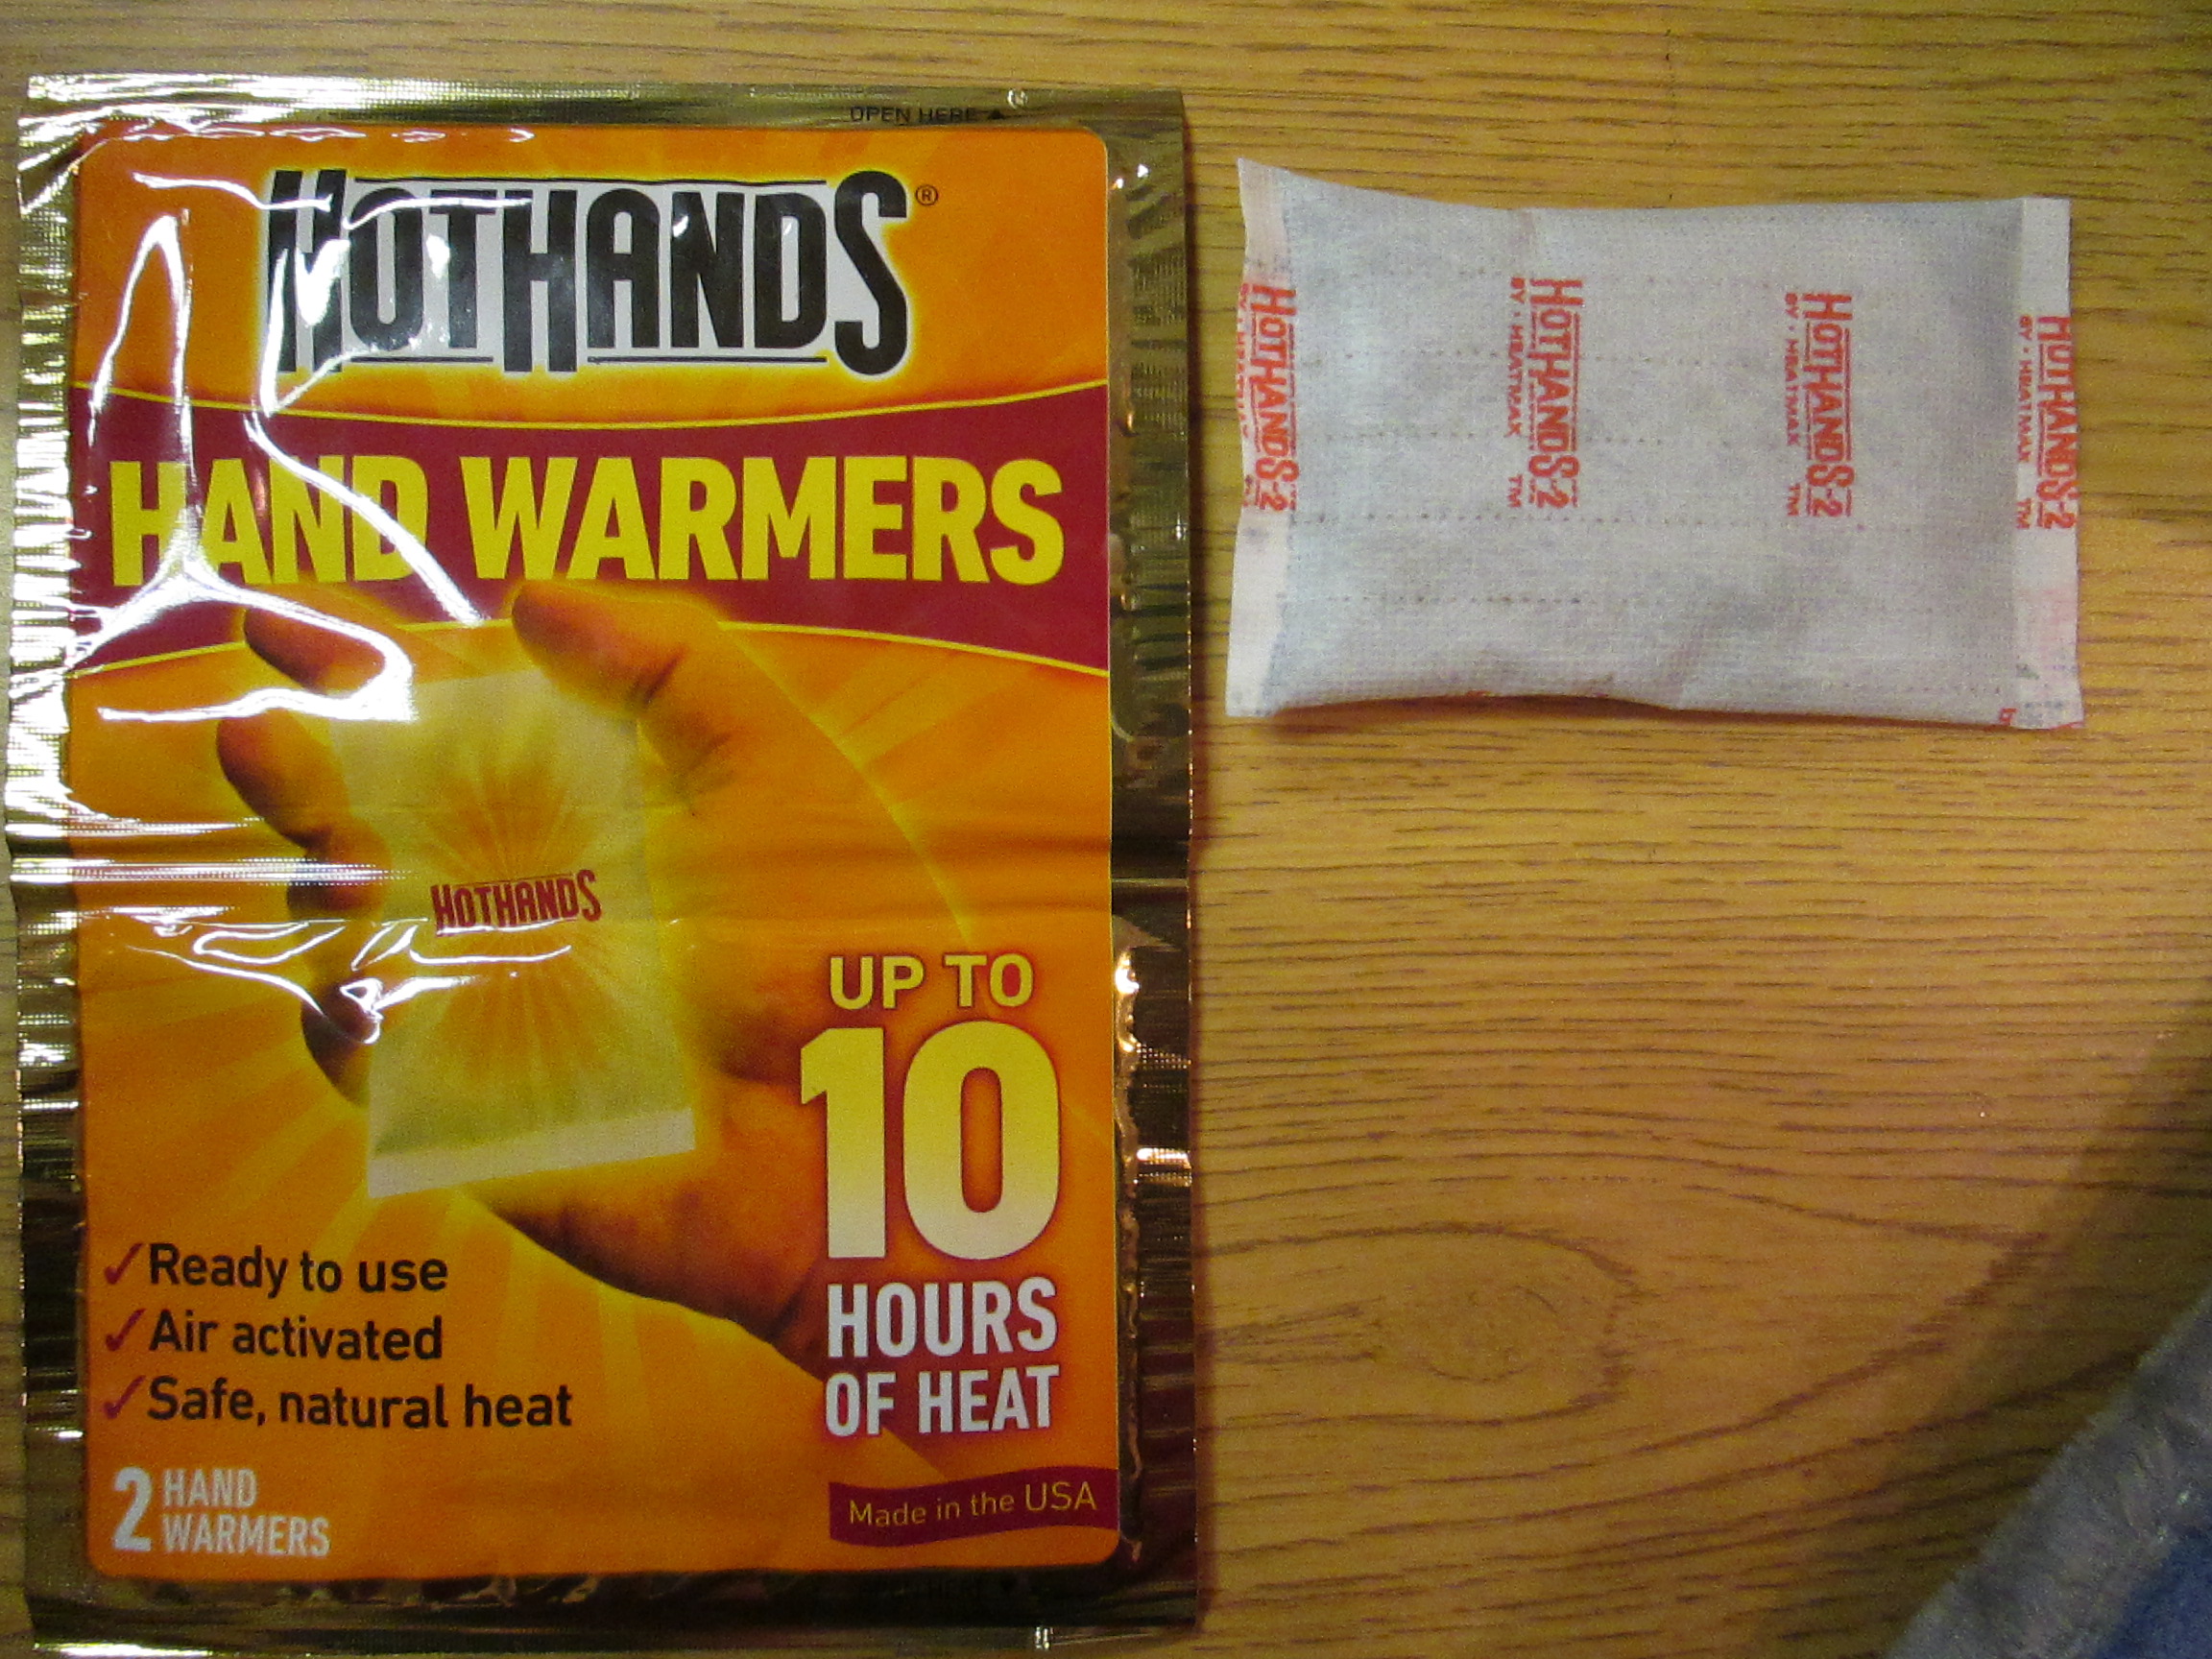 OPEN HERE ▲
HOTHANDS®
HAND WARMERS
HOTHANDS
UP TO
10
HOURS
OF HEAT
✓Ready to use
✓Air activated
✓Safe, natural heat
2 HAND
WARMERS
Made in the USA
HOTHANDS-2
HOTHANDS-2
BY • HEATMAX TM
HOTHANDS-2
BY • HEATMAX TM
HOTHANDS-2
BY • HEATMAX TM